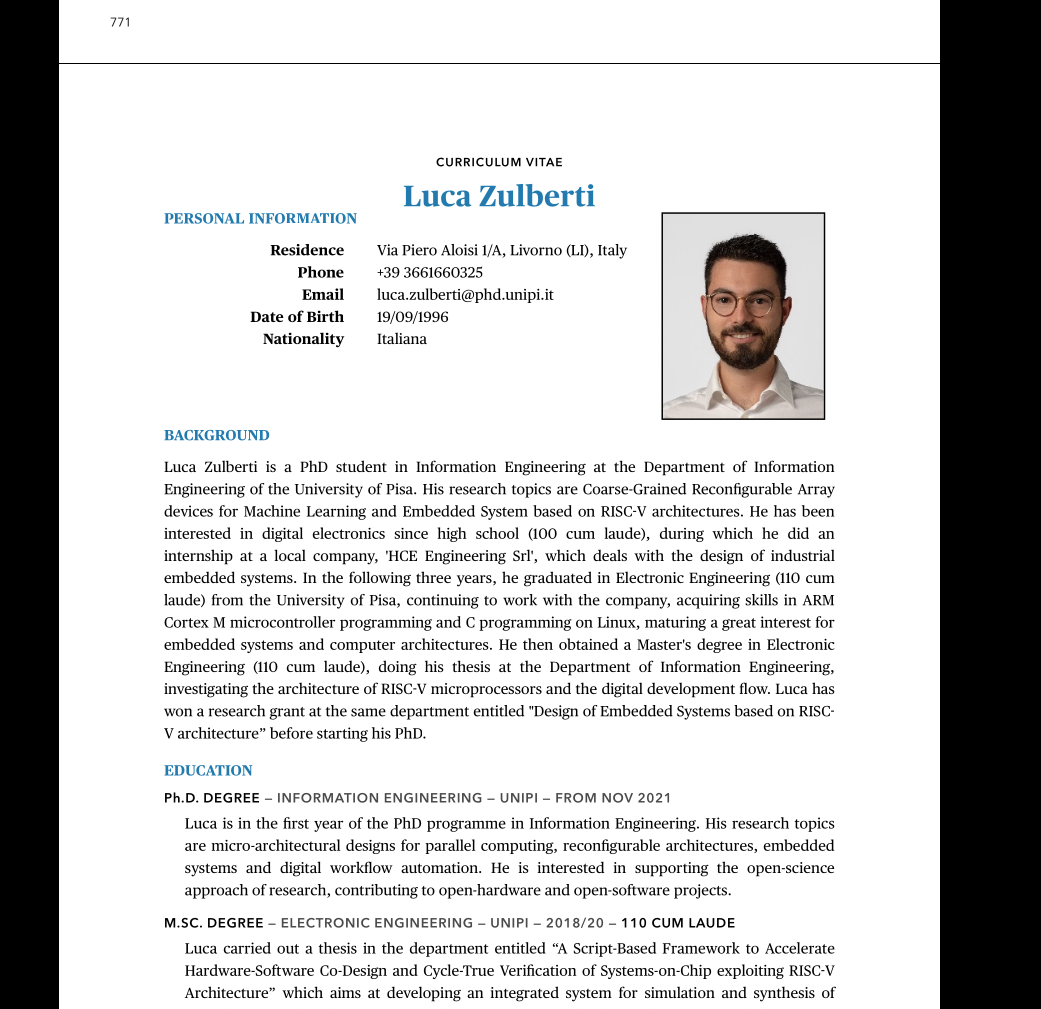 771
CURRICULUM VITAE
Luca Zulberti
PERSONAL INFORMATION
Residence Via Piero Aloisi 1/A, Livorno (LI), Italy
Phone +39 3661660325
Email luca.zulberti@phd.unipi.it
Date of Birth 19/09/1996
Nationality Italiana
BACKGROUND
Luca Zulberti is a PhD student in Information Engineering at the Department of Information
Engineering of the University of Pisa. His research topics are Coarse-Grained Reconfigurable Array
devices for Machine Learning and Embedded System based on RISC-V architectures. He has been
interested in digital electronics since high school (100 cum laude), during which he did an
internship at a local company, 'HCE Engineering Srl', which deals with the design of industrial
embedded systems. In the following three years, he graduated in Electronic Engineering (110 cum
laude) from the University of Pisa, continuing to work with the company, acquiring skills in ARM
Cortex M microcontroller programming and C programming on Linux, maturing a great interest for
embedded systems and computer architectures. He then obtained a Master's degree in Electronic
Engineering (110 cum laude), doing his thesis at the Department of Information Engineering,
investigating the architecture of RISC-V microprocessors and the digital development flow. Luca has
won a research grant at the same department entitled "Design of Embedded Systems based on RISC-
V architecture” before starting his PhD.
EDUCATION
Ph.D. DEGREE – INFORMATION ENGINEERING – UNIPI – FROM NOV 2021
Luca is in the first year of the PhD programme in Information Engineering. His research topics
are micro-architectural designs for parallel computing, reconfigurable architectures, embedded
systems and digital workflow automation. He is interested in supporting the open-science
approach of research, contributing to open-hardware and open-software projects.
M.SC. DEGREE – ELECTRONIC ENGINEERING – UNIPI – 2018/20 – 110 CUM LAUDE
Luca carried out a thesis in the department entitled “A Script-Based Framework to Accelerate
Hardware-Software Co-Design and Cycle-True Verification of Systems-on-Chip exploiting RISC-V
Architecture” which aims at developing an integrated system for simulation and synthesis of